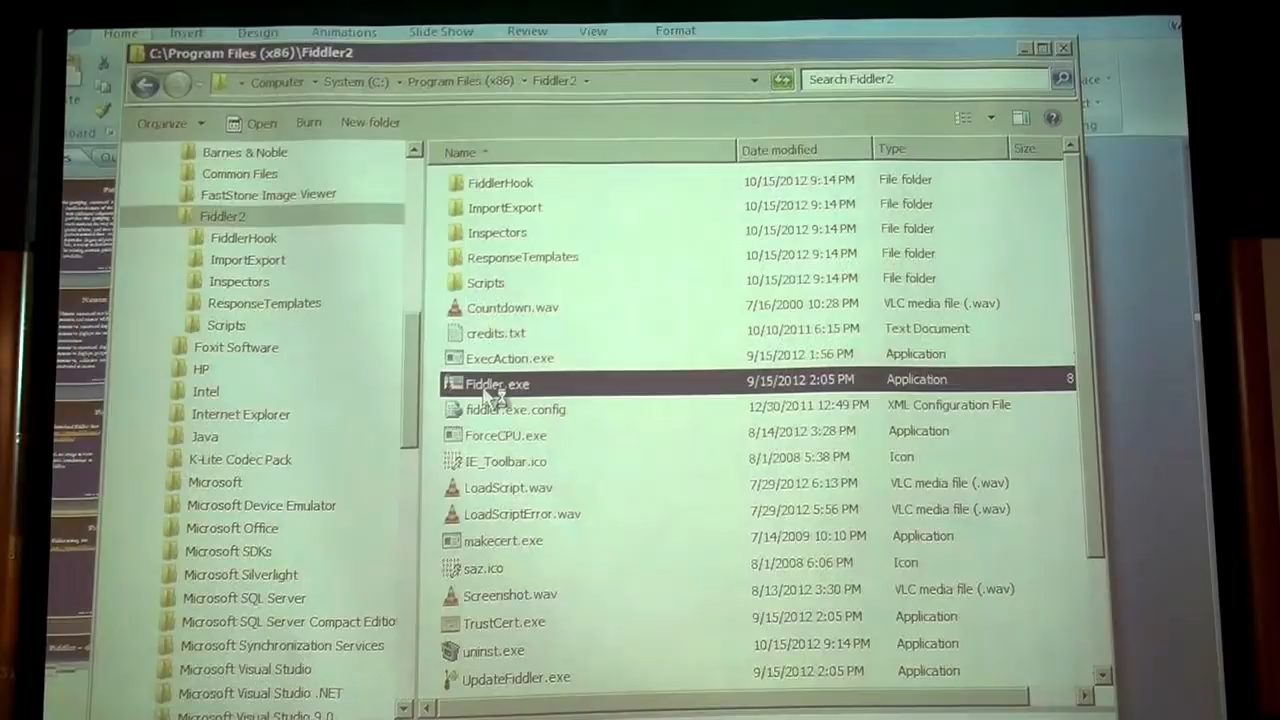 Home Insert Design Animations Slide Show Review View Format
C:\Program Files (x86)\Fiddler2
Computer System (C:) Program Files (x86) Fiddler2
Search Fiddler2
Organize Open Burn New folder
Barnes & Noble
Common Files
FastStone Image Viewer
Fiddler2
FiddlerHook
ImportExport
Inspectors
ResponseTemplates
Scripts
Foxit Software
HP
Intel
Internet Explorer
Java
K-Lite Codec Pack
Microsoft
Microsoft Device Emulator
Microsoft Office
Microsoft SDKs
Microsoft Silverlight
Microsoft SQL Server
Microsoft SQL Server Compact Editio
Microsoft Synchronization Services
Microsoft Visual Studio
Microsoft Visual Studio .NET
Microsoft Visual Studio 9.0
Name Date modified Type Size
FiddlerHook 10/15/2012 9:14 PM File folder
ImportExport 10/15/2012 9:14 PM File folder
Inspectors 10/15/2012 9:14 PM File folder
ResponseTemplates 10/15/2012 9:14 PM File folder
Scripts 10/15/2012 9:14 PM File folder
Countdown.wav 7/16/2000 10:28 PM VLC media file (.wav)
credits.txt 10/10/2011 6:15 PM Text Document
ExecAction.exe 9/15/2012 1:56 PM Application
Fiddler.exe 9/15/2012 2:05 PM Application 8
fiddler.exe.config 12/30/2011 12:49 PM XML Configuration File
ForceCPU.exe 8/14/2012 3:28 PM Application
IE_Toolbar.ico 8/1/2008 5:38 PM Icon
LoadScript.wav 7/29/2012 6:13 PM VLC media file (.wav)
LoadScriptError.wav 7/29/2012 5:56 PM VLC media file (.wav)
makecert.exe 7/14/2009 10:10 PM Application
saz.ico 8/1/2008 6:06 PM Icon
Screenshot.wav 8/13/2012 3:30 PM VLC media file (.wav)
TrustCert.exe 9/15/2012 2:05 PM Application
uninst.exe 10/15/2012 9:14 PM Application
UpdateFiddler.exe 9/15/2012 2:05 PM Application